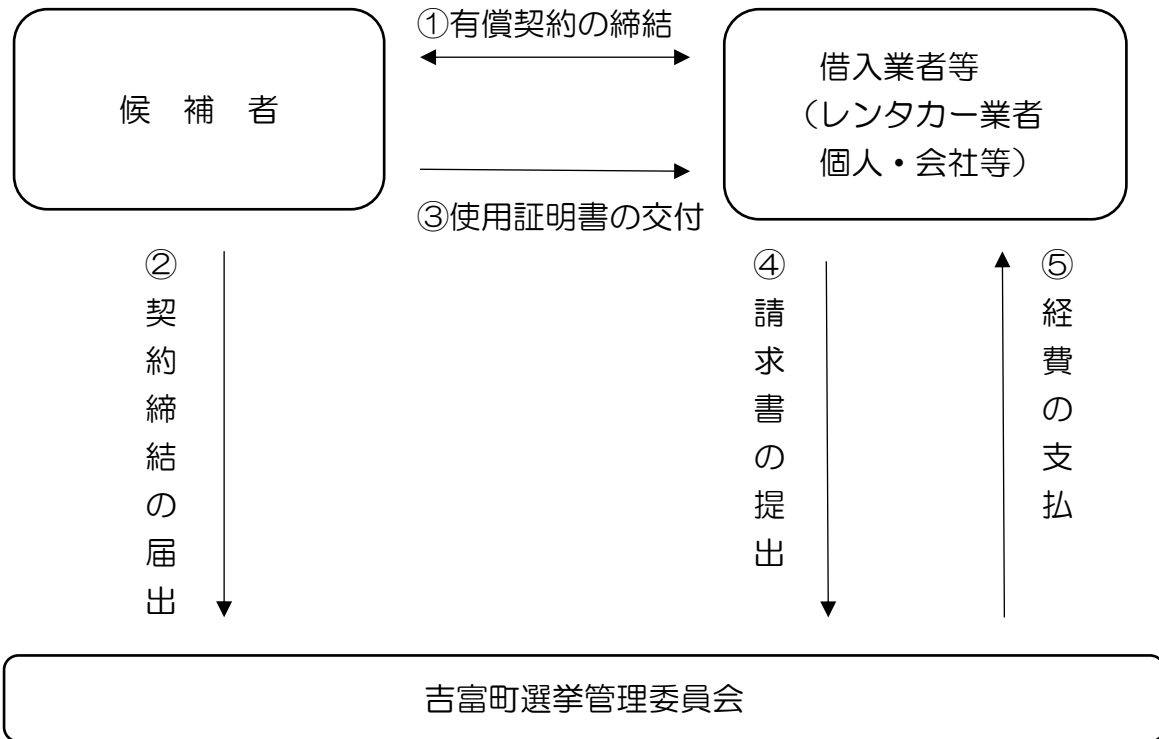 ①有償契約の締結
候　補　者
借入業者等
（レンタカー業者
個人・会社等）
③使用証明書の交付
②契約締結の届出
④請求書の提出
⑤経費の支払
吉富町選挙管理委員会